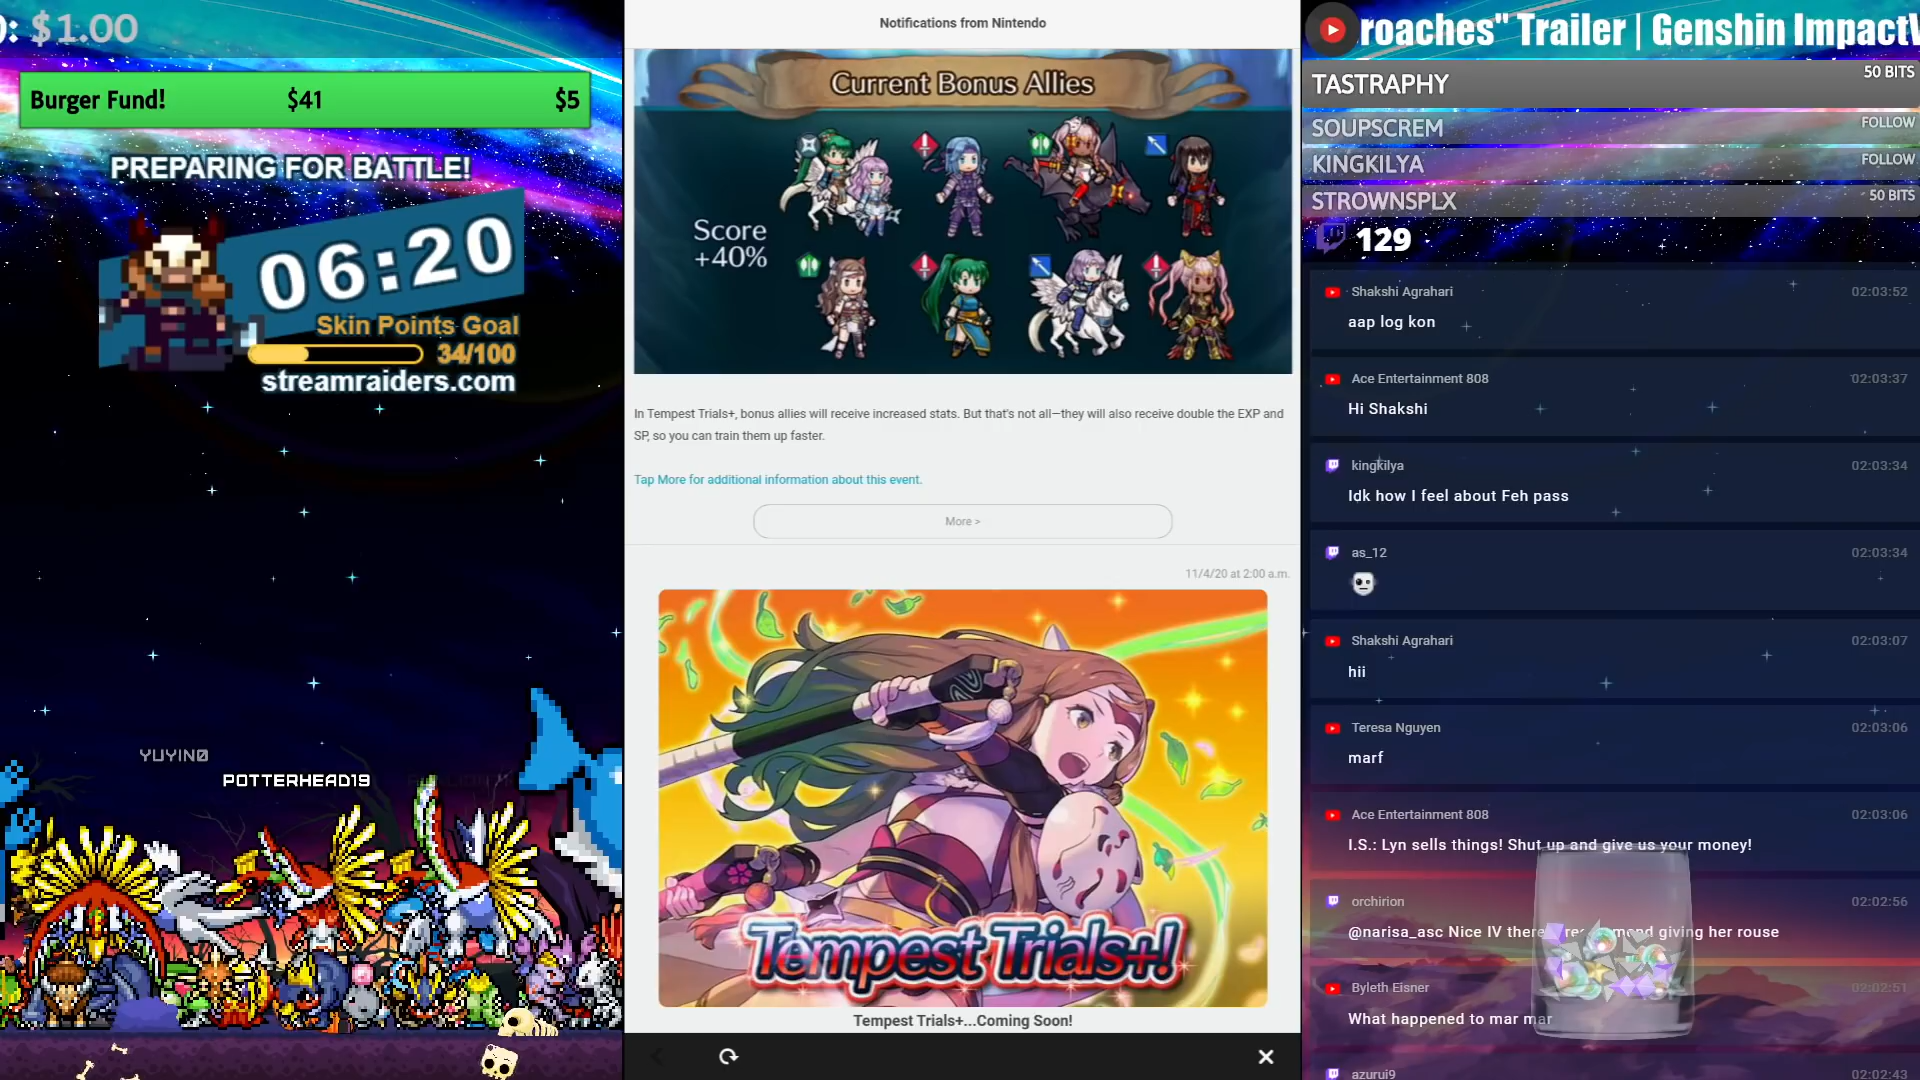 : $1.00
Burger Fund! $41 $5
PREPARING FOR BATTLE!
06:20
Skin Points Goal
34/100
streamraiders.com
YUYIN0
POTTERHEAD19
Notifications from Nintendo
Current Bonus Allies
Score
+40%
In Tempest Trials+, bonus allies will receive increased stats. But that's not all—they will also receive double the EXP and
SP, so you can train them up faster.
Tap More for additional information about this event.
More >
11/4/20 at 2:00 a.m.
Tempest Trials+!
Tempest Trials+...Coming Soon!
roaches" Trailer | Genshin Impact
TASTRAPHY 50 BITS
SOUPSCREM FOLLOW
KINGKILYA FOLLOW
STROWNSPLX 50 BITS
129
Shakshi Agrahari 02:03:52
aap log kon
Ace Entertainment 808 02:03:37
Hi Shakshi
kingkilya 02:03:34
Idk how I feel about Feh pass
as_12 02:03:34
Shakshi Agrahari 02:03:07
hii
Teresa Nguyen 02:03:06
marf
Ace Entertainment 808 02:03:06
I.S.: Lyn sells things! Shut up and give us your money!
orchirion 02:02:56
@narisa_asc Nice IV there giving her rouse
Byleth Eisner 02:02:51
What happened to mar mar
azurui9 02:02:43